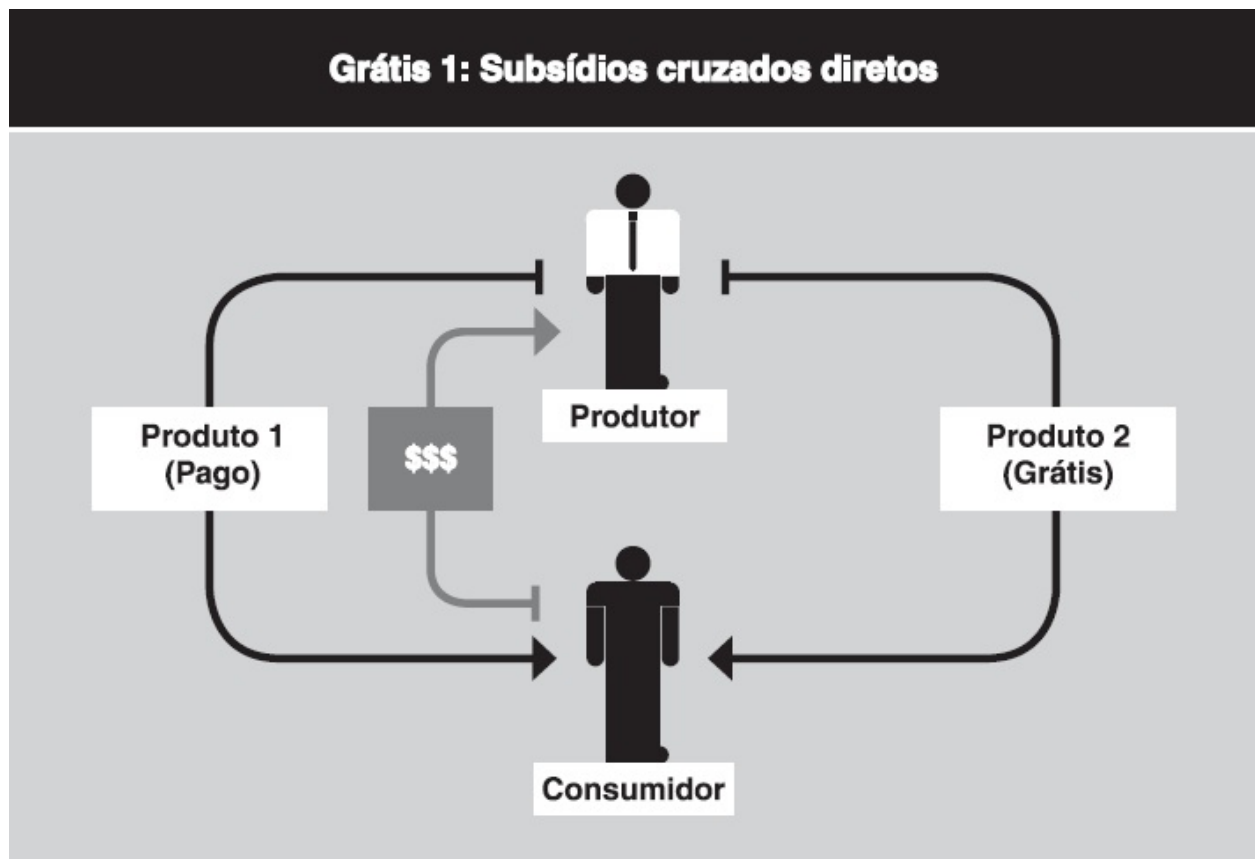 Grátis 1: Subsídios cruzados diretos
Produtor
Produto 1
(Pago)
$$$
Produto 2
(Grátis)
Consumidor